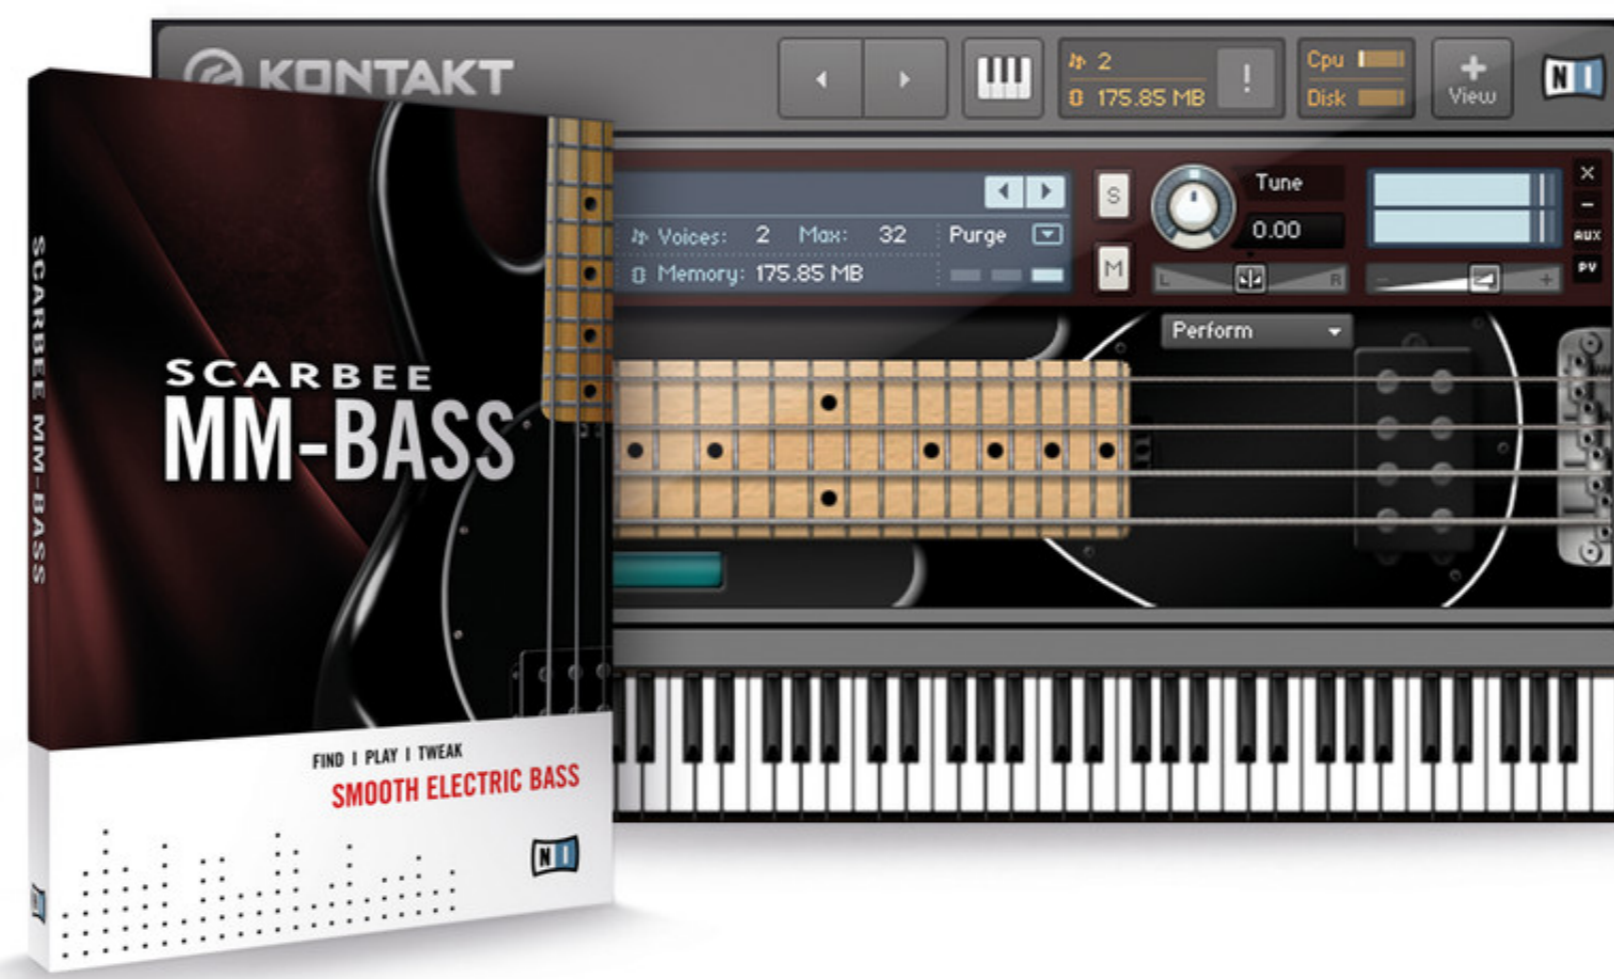 KONTAKT
2
175.85 MB
!
Cpu
Disk
+
View
NI
Voices: 2 Max: 32 Purge
Memory: 175.85 MB
S
M
Tune
0.00
L R
- +
×
-
AUX
PV
Perform
SCARBEE MM-BASS
SCARBEE
MM-BASS
FIND | PLAY | TWEAK
SMOOTH ELECTRIC BASS
NI
NI